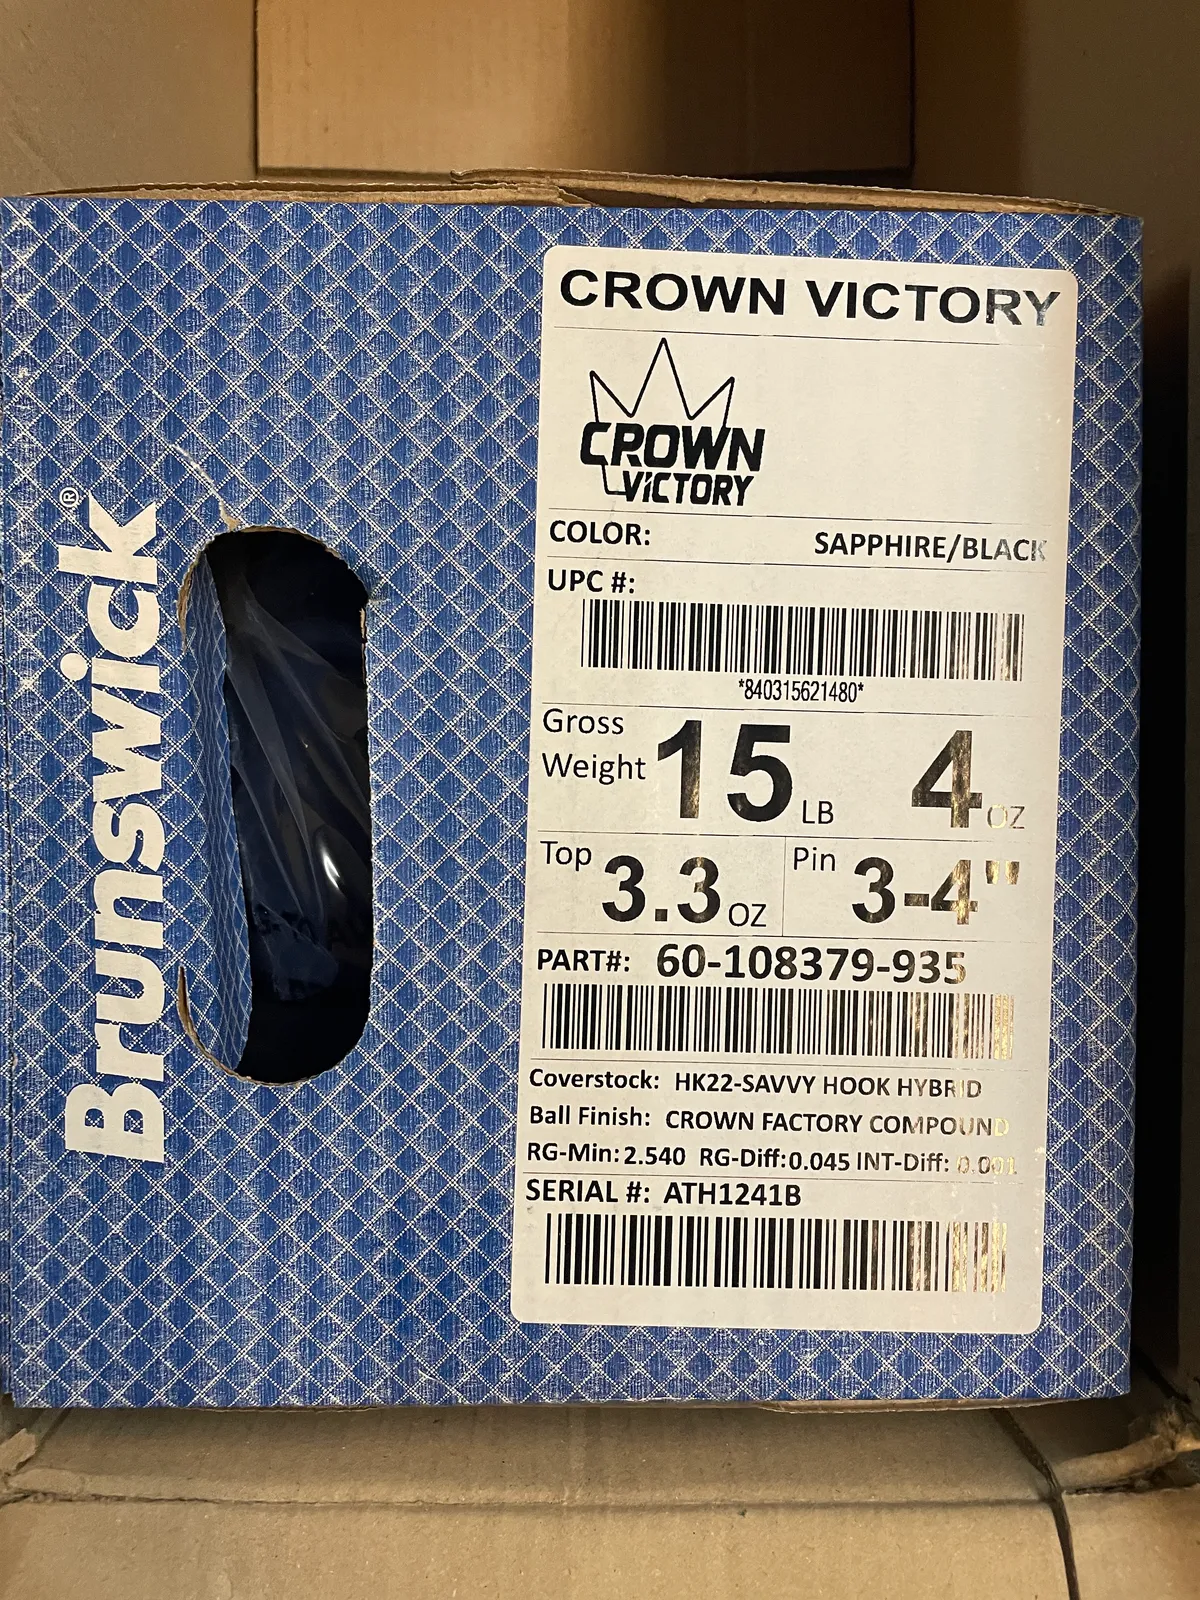 Brunswick®
CROWN VICTORY
CROWN
VICTORY
COLOR: SAPPHIRE/BLACK
UPC #:
*840315621480*
Gross
Weight 15 LB 4 OZ
Top 3.3 OZ Pin 3-4"
PART#: 60-108379-935
Coverstock: HK22-SAVVY HOOK HYBRID
Ball Finish: CROWN FACTORY COMPOUND
RG-Min: 2.540 RG-Diff:0.045 INT-Diff: 0.001
SERIAL #: ATH1241B